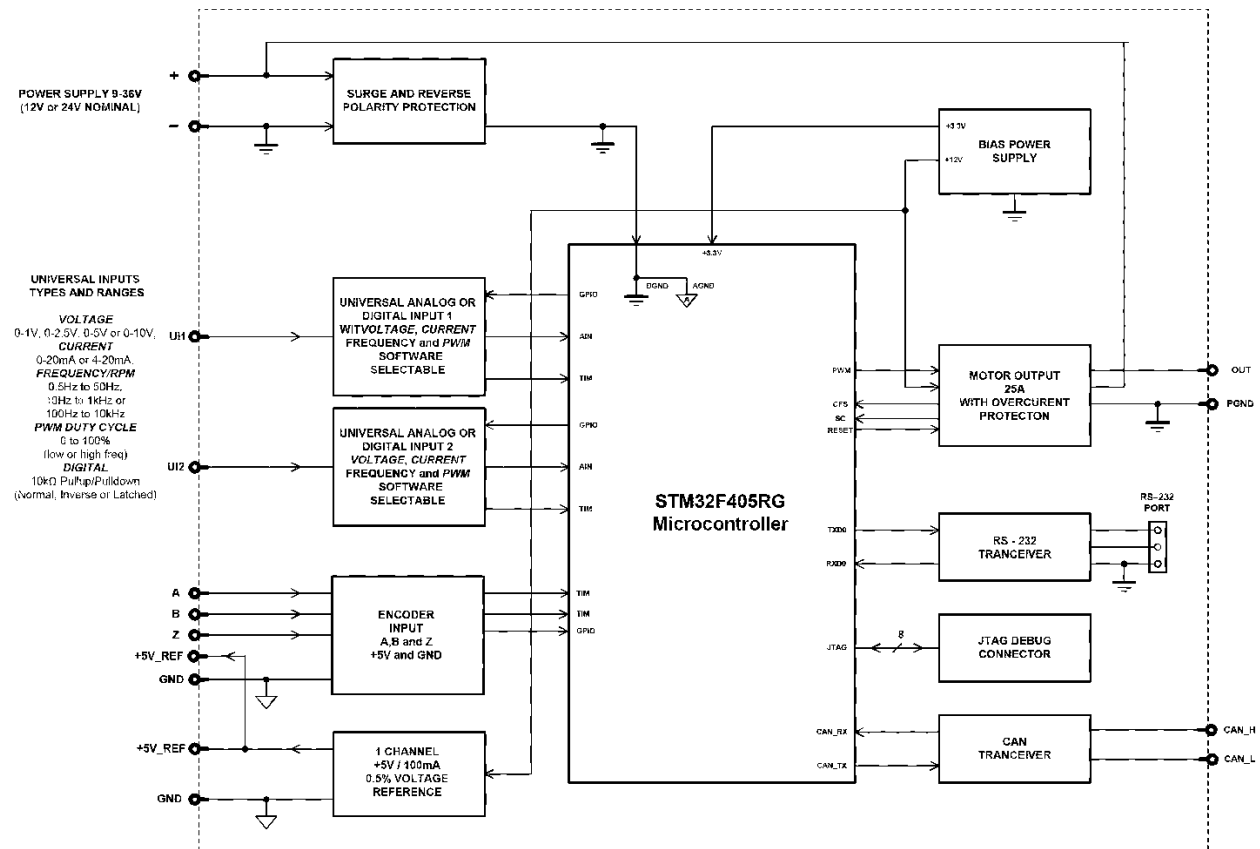 POWER SUPPLY 9-36V
(12V or 24V NOMINAL)
+
−
SURGE AND REVERSE
POLARITY PROTECTION
+3.3V
+12V
BIAS POWER
SUPPLY
UNIVERSAL INPUTS
TYPES AND RANGES
VOLTAGE
0-1V, 0-2.5V, 0-5V or 0-10V,
CURRENT
0-20mA or 4-20mA,
FREQUENCY/RPM
0.5Hz to 50Hz,
10Hz to 1kHz or
100Hz to 10kHz
PWM DUTY CYCLE
0 to 100%
(low or high freq)
DIGITAL
10kΩ Pullup/Pulldown
(Normal, Inverse or Latched)
UI1
UI2
UNIVERSAL ANALOG OR
DIGITAL INPUT 1
WITVOLTAGE, CURRENT
FREQUENCY and PWM
SOFTWARE
SELECTABLE
UNIVERSAL ANALOG OR
DIGITAL INPUT 2
VOLTAGE, CURRENT
FREQUENCY and PWM
SOFTWARE
SELECTABLE
GPIO
AIN
TIM
GPIO
AIN
TIM
+3.3V
DGND
AGND
A
STM32F405RG
Microcontroller
PWM
CFS
SC
RESET
MOTOR OUTPUT
25A
WITH OVERCURENT
PROTECTON
OUT
PGND
TXD0
RXD0
RS - 232
TRANCEIVER
RS-232
PORT
A
B
Z
+5V_REF
GND
ENCODER
INPUT
A,B and Z
+5V and GND
TIM
TIM
GPIO
JTAG
8
JTAG DEBUG
CONNECTOR
+5V_REF
GND
1 CHANNEL
+5V / 100mA
0.5% VOLTAGE
REFERENCE
CAN_RX
CAN_TX
CAN
TRANCEIVER
CAN_H
CAN_L